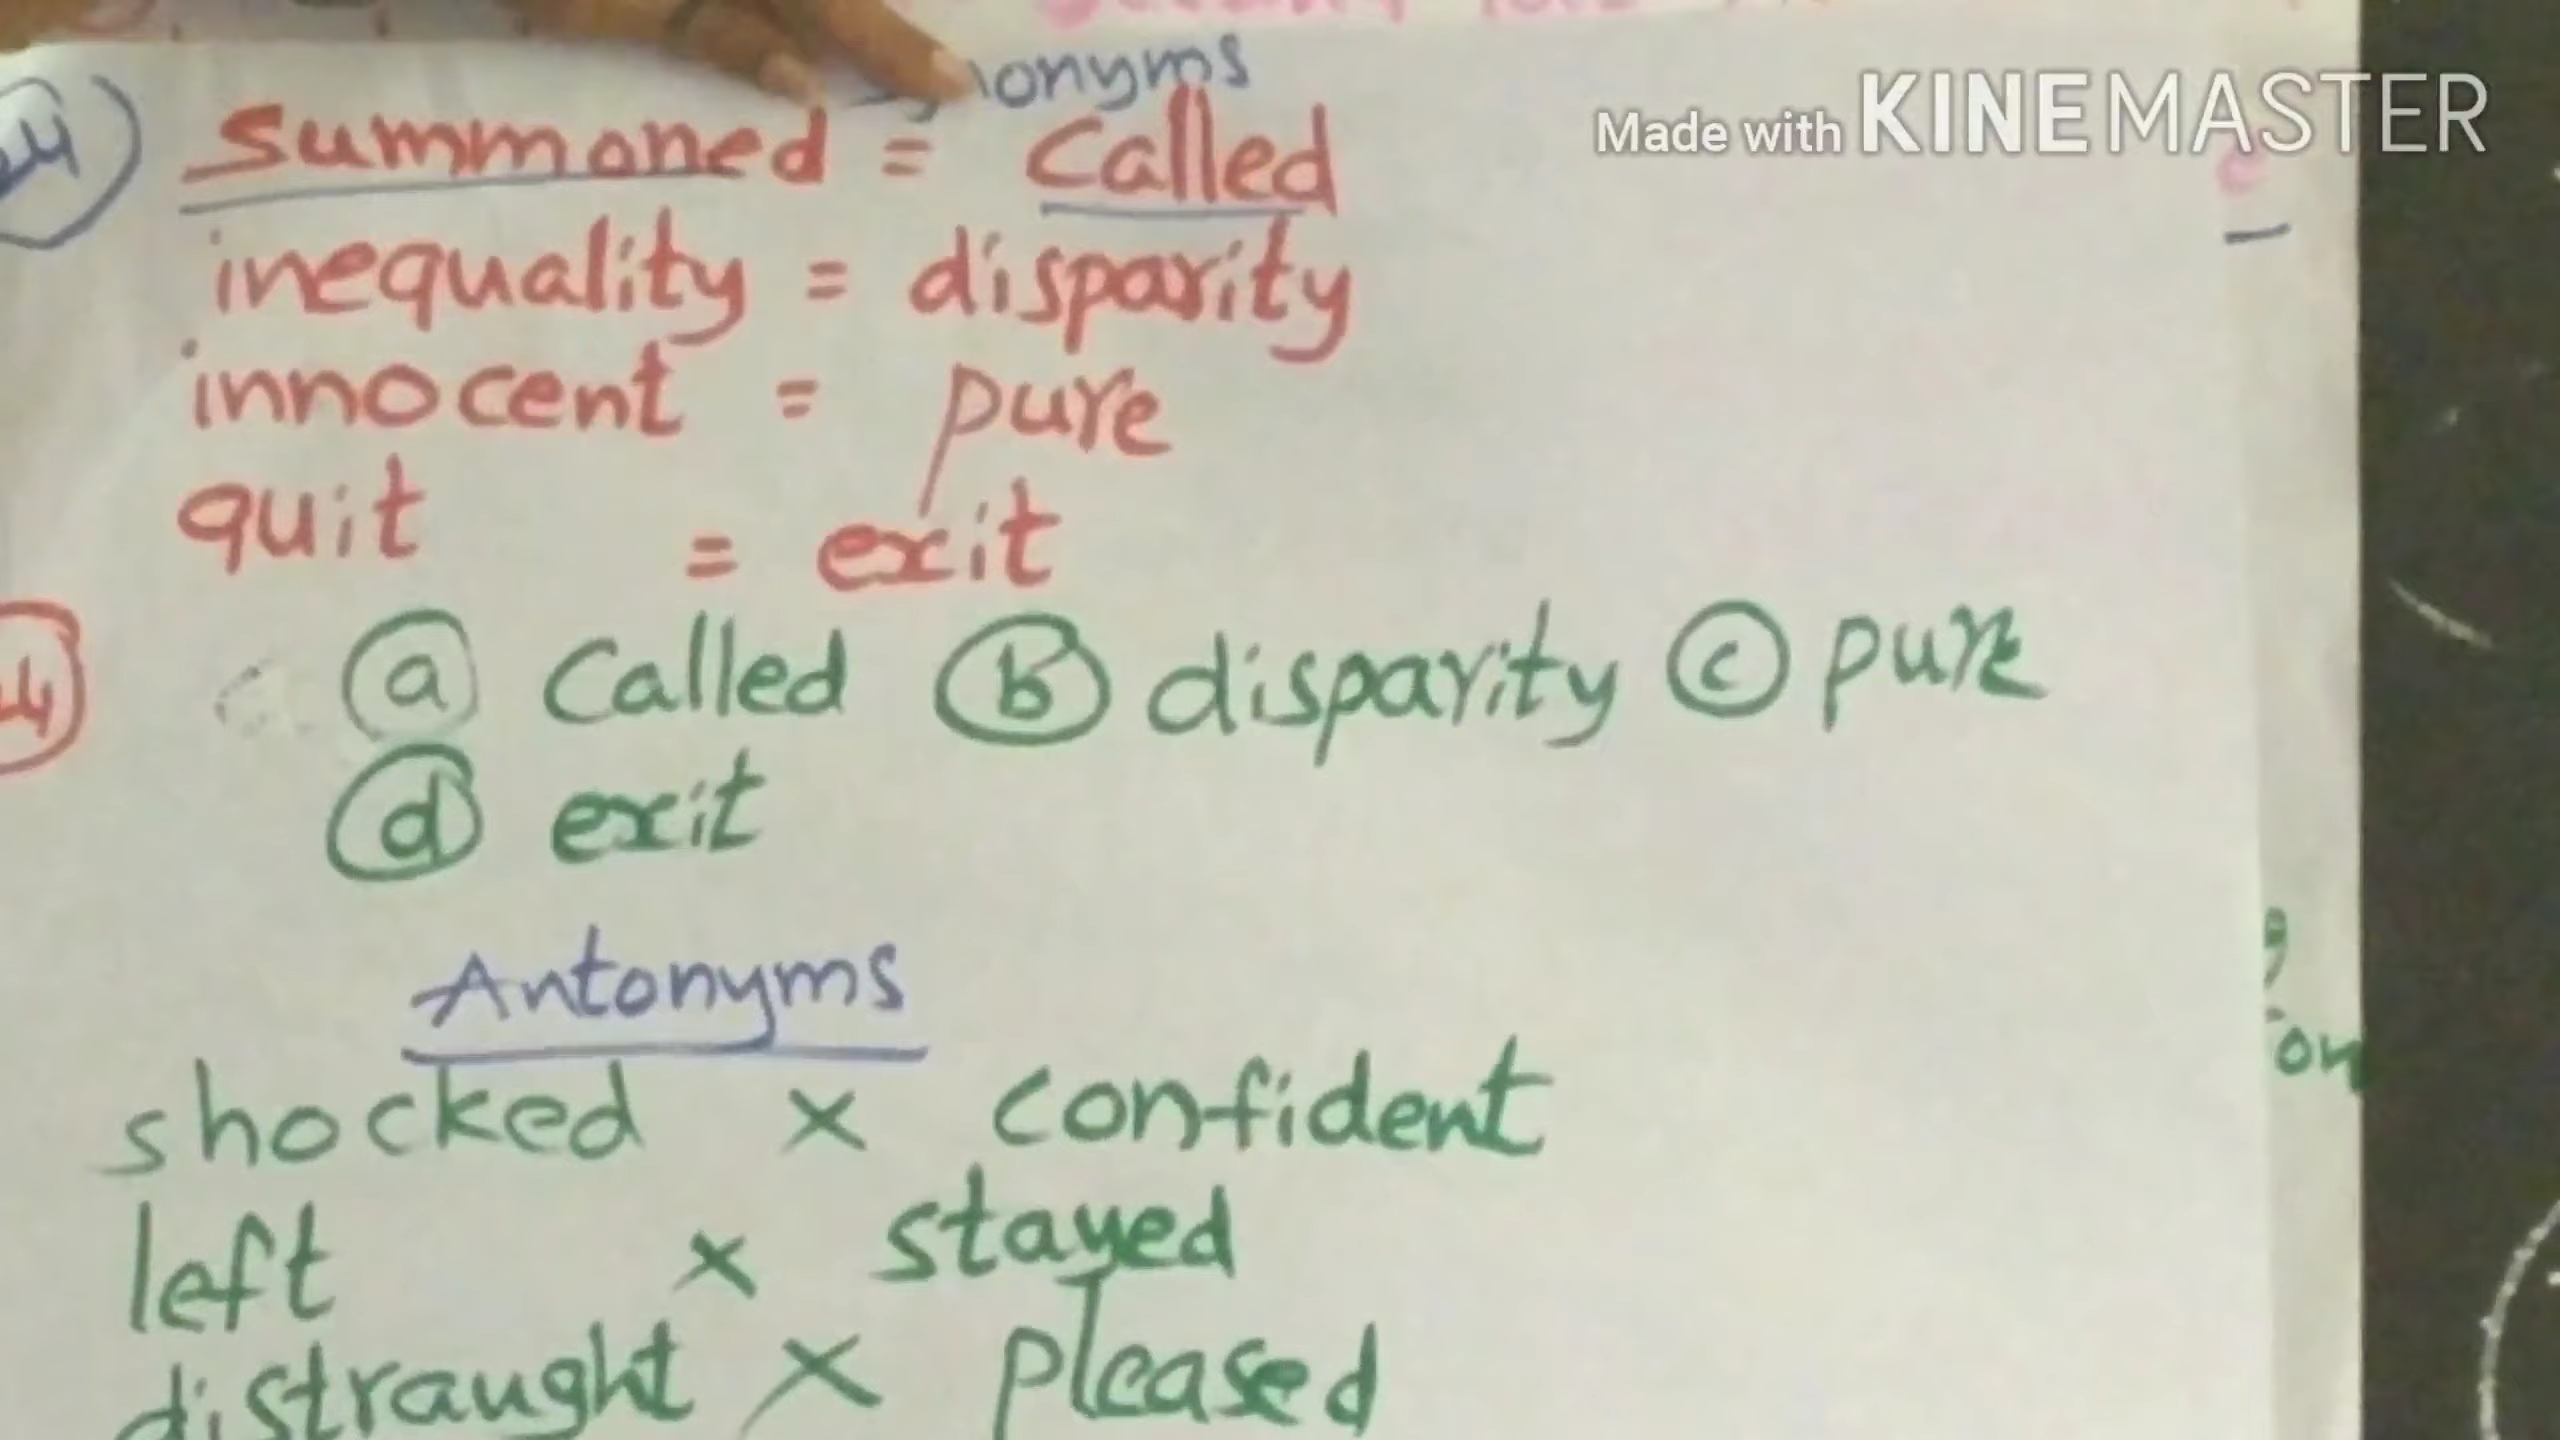 Made with KINEMASTER
Summoned = Called
inequality = disparity
innocent = pure
quit = exit
a Called b disparity c pure
d exit
Antonyms
shocked x confident
left x stayed
distraught x pleased